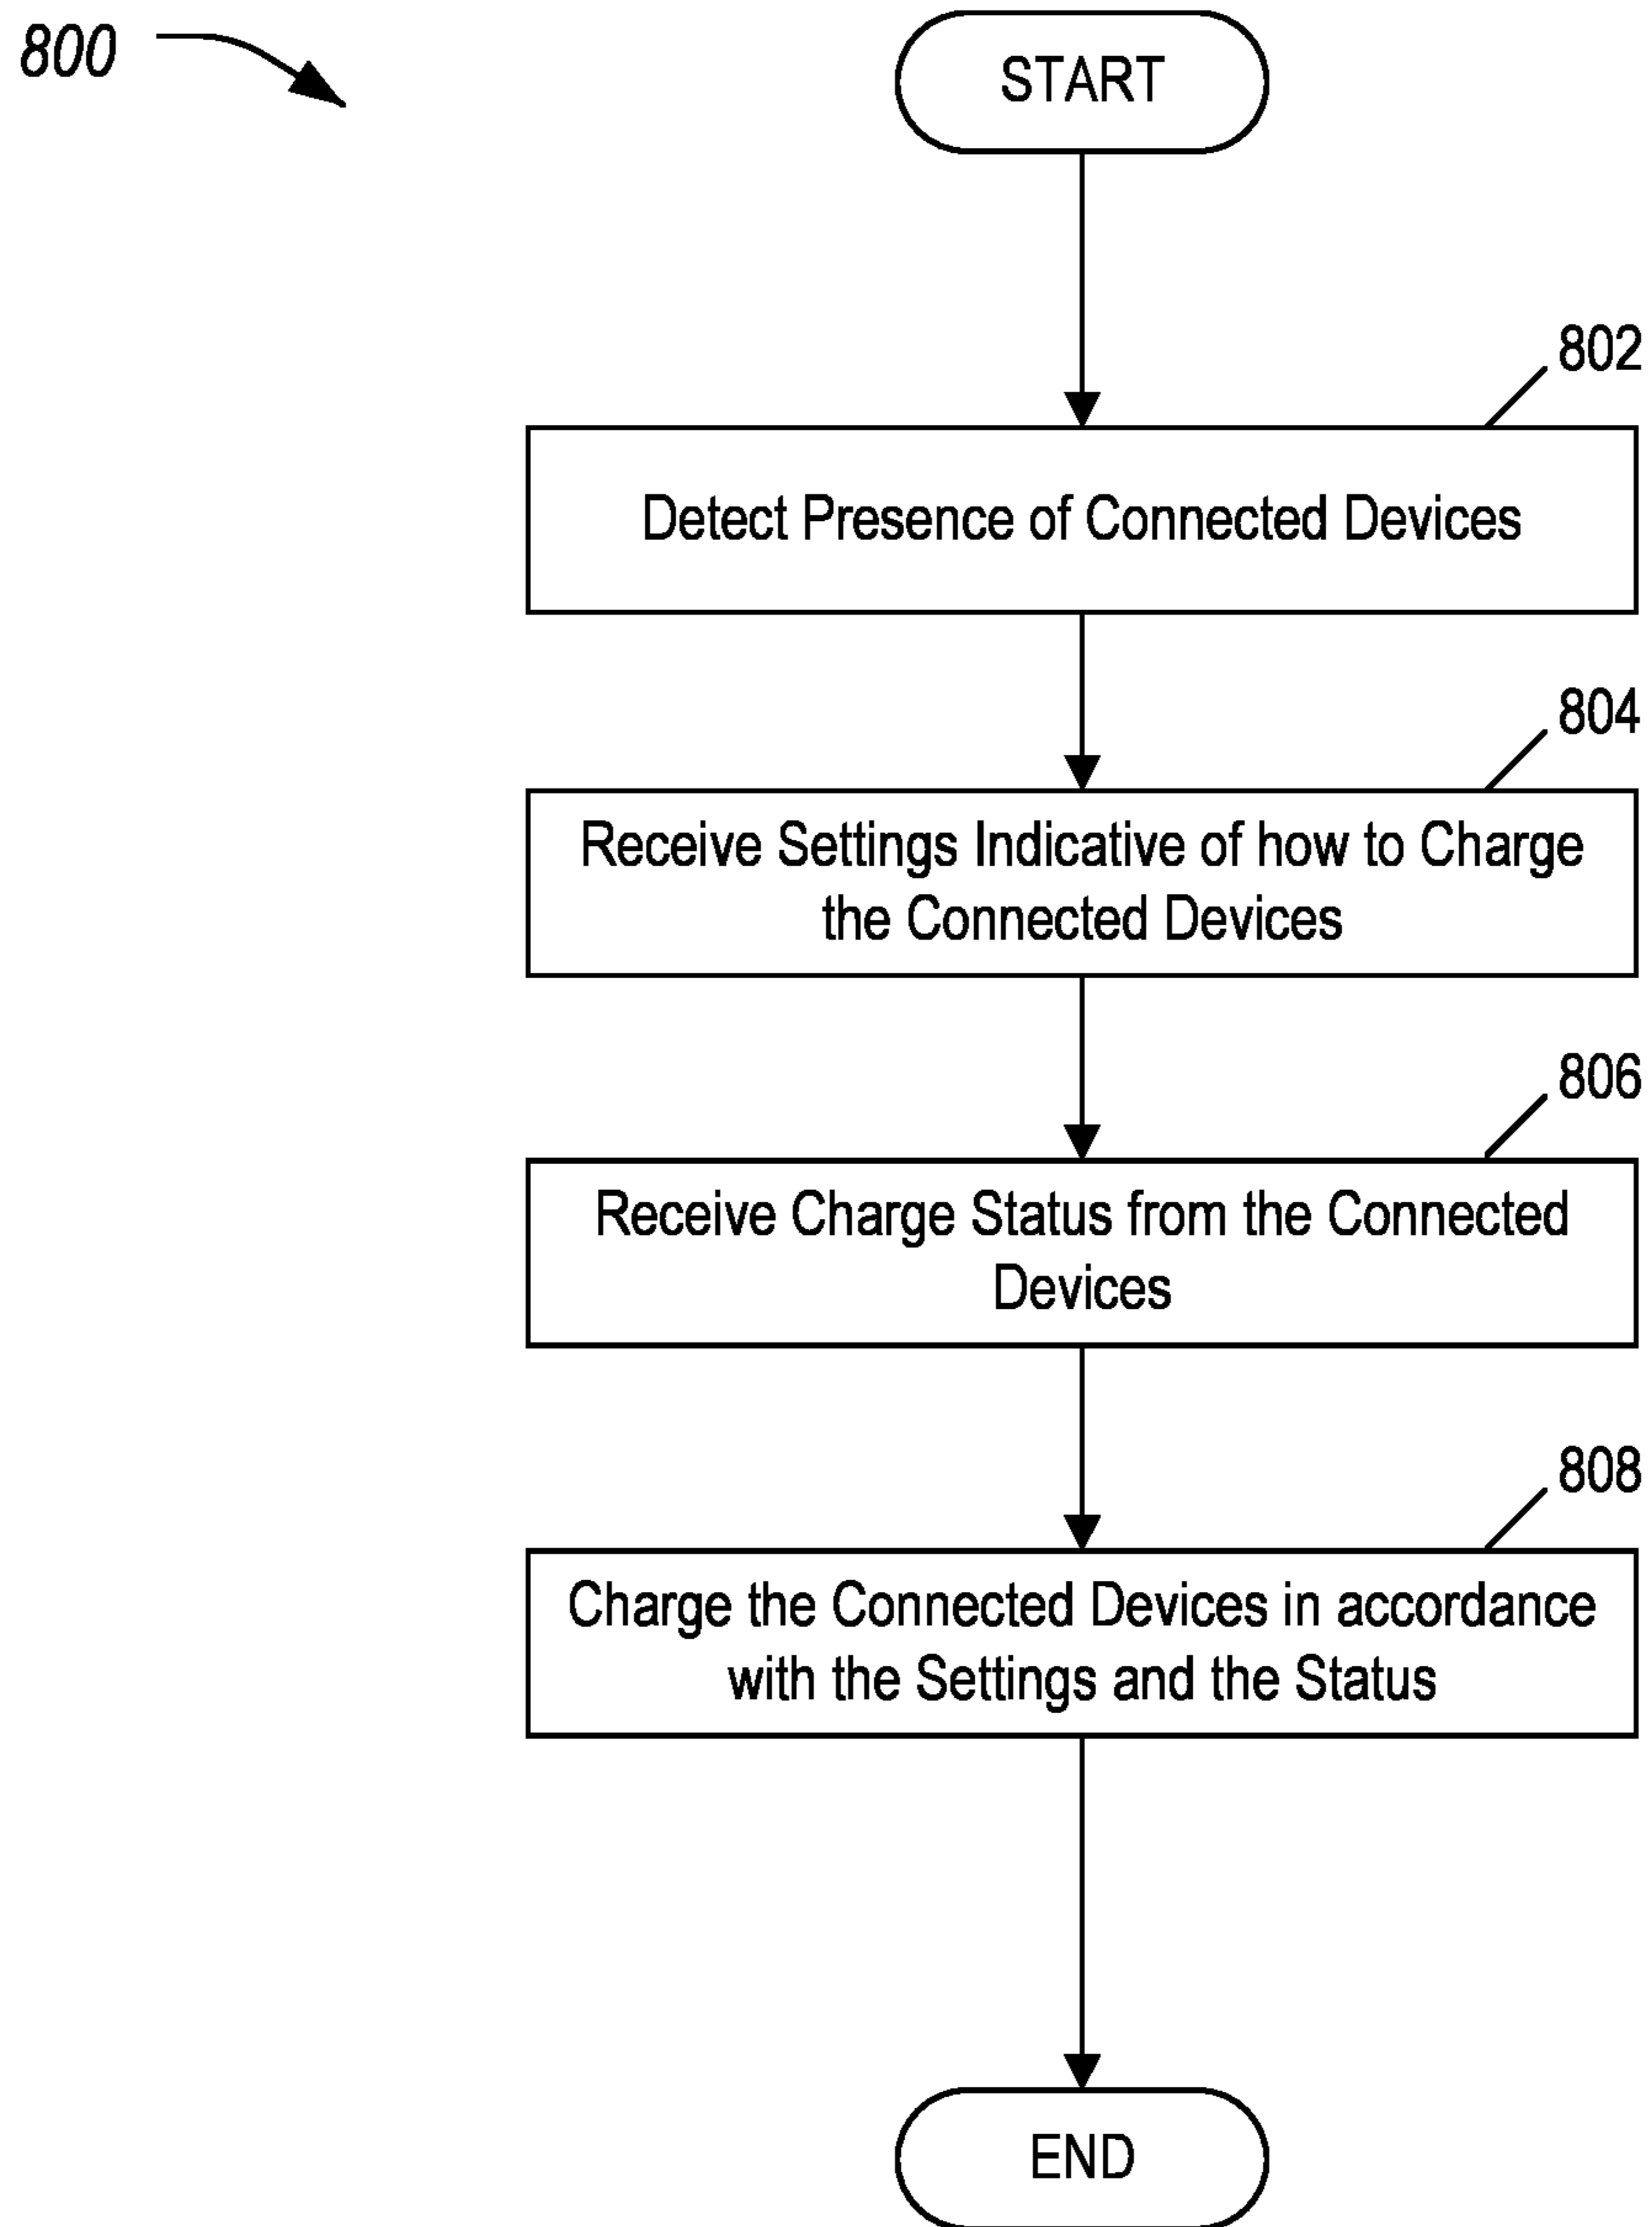 800
START
802
Detect Presence of Connected Devices
804
Receive Settings Indicative of how to Charge
the Connected Devices
806
Receive Charge Status from the Connected
Devices
808
Charge the Connected Devices in accordance
with the Settings and the Status
END